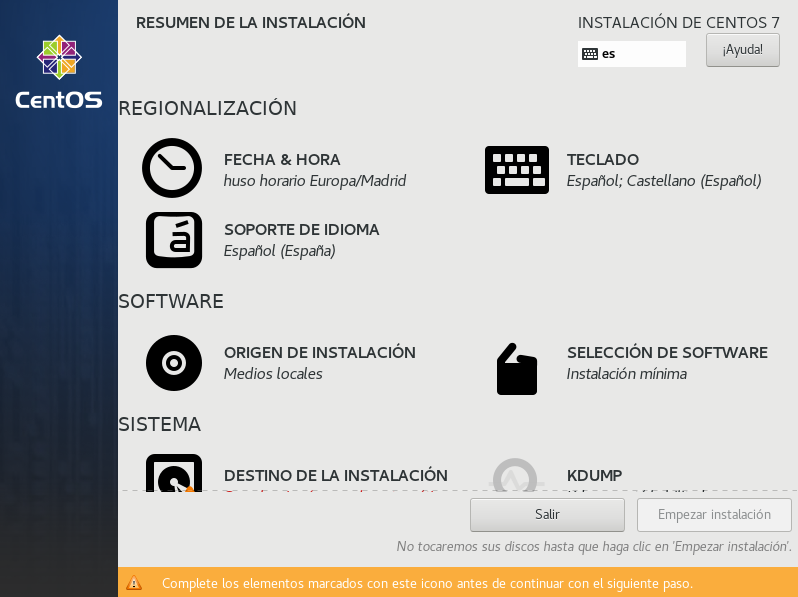 RESUMEN DE LA INSTALACIÓN
INSTALACIÓN DE CENTOS 7
es
¡Ayuda!
CentOS
REGIONALIZACIÓN
FECHA & HORA
huso horario Europa/Madrid
TECLADO
Español; Castellano (Español)
SOPORTE DE IDIOMA
Español (España)
SOFTWARE
ORIGEN DE INSTALACIÓN
Medios locales
SELECCIÓN DE SOFTWARE
Instalación mínima
SISTEMA
DESTINO DE LA INSTALACIÓN
KDUMP
Salir
Empezar instalación
No tocaremos sus discos hasta que haga clic en 'Empezar instalación'.
Complete los elementos marcados con este icono antes de continuar con el siguiente paso.